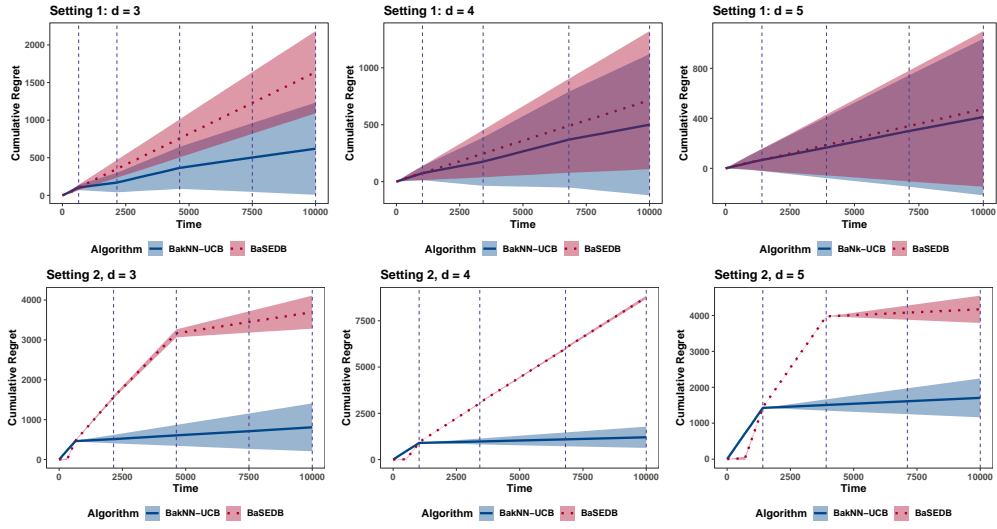 Setting 1: d = 3
Cumulative Regret
2000
1500
1000
500
0
0 2500 5000 7500 10000
Time
Algorithm BakNN−UCB BaSEDB
Setting 1: d = 4
Cumulative Regret
1000
500
0
0 2500 5000 7500 10000
Time
Algorithm BakNN−UCB BaSEDB
Setting 1: d = 5
Cumulative Regret
800
400
0
0 2500 5000 7500 10000
Time
Algorithm BaNk−UCB BaSEDB
Setting 2, d = 3
Cumulative Regret
4000
3000
2000
1000
0
0 2500 5000 7500 10000
Time
Algorithm BakNN−UCB BaSEDB
Setting 2, d = 4
Cumulative Regret
7500
5000
2500
0
0 2500 5000 7500 10000
Time
Algorithm BakNN−UCB BaSEDB
Setting 2, d = 5
Cumulative Regret
4000
3000
2000
1000
0
0 2500 5000 7500 10000
Time
Algorithm BakNN−UCB BaSEDB